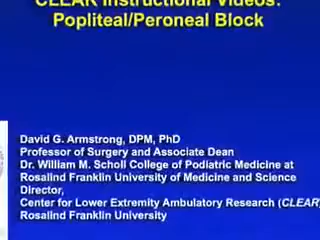 CLEAR Instructional Videos:
Popliteal/Peroneal Block
David G. Armstrong, DPM, PhD
Professor of Surgery and Associate Dean
Dr. William M. Scholl College of Podiatric Medicine at
Rosalind Franklin University of Medicine and Science
Director,
Center for Lower Extremity Ambulatory Research (CLEAR)
Rosalind Franklin University